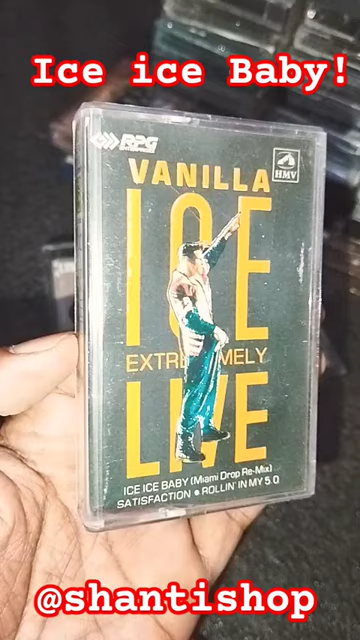 Ice ice Baby!
RPG
HMV
VANILLA
ICE
EXTREMELY
LIVE
ICE ICE BABY (Miami Drop Re-Mix)
SATISFACTION ● ROLLIN' IN MY 5.0
@shantishop